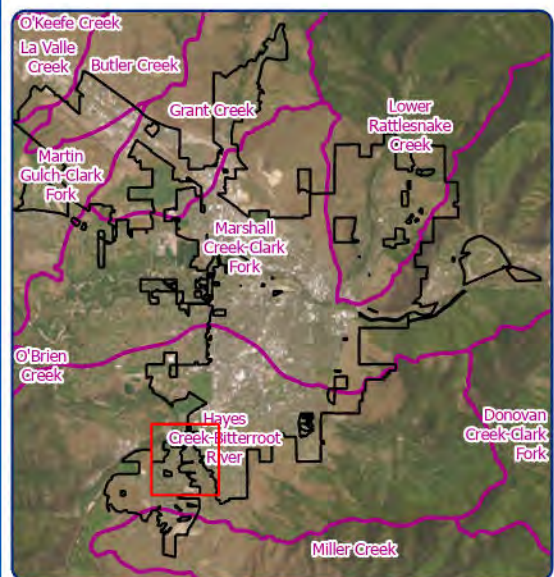 O'Keefe Creek
La Valle
Creek
Butler Creek
Grant Creek
Lower
Rattlesnake
Creek
Martin
Gulch-Clark
Fork
Marshall
Creek-Clark
Fork
O'Brien
Creek
Hayes
Creek-Bitterroot
River
Donovan
Creek-Clark
Fork
Miller Creek